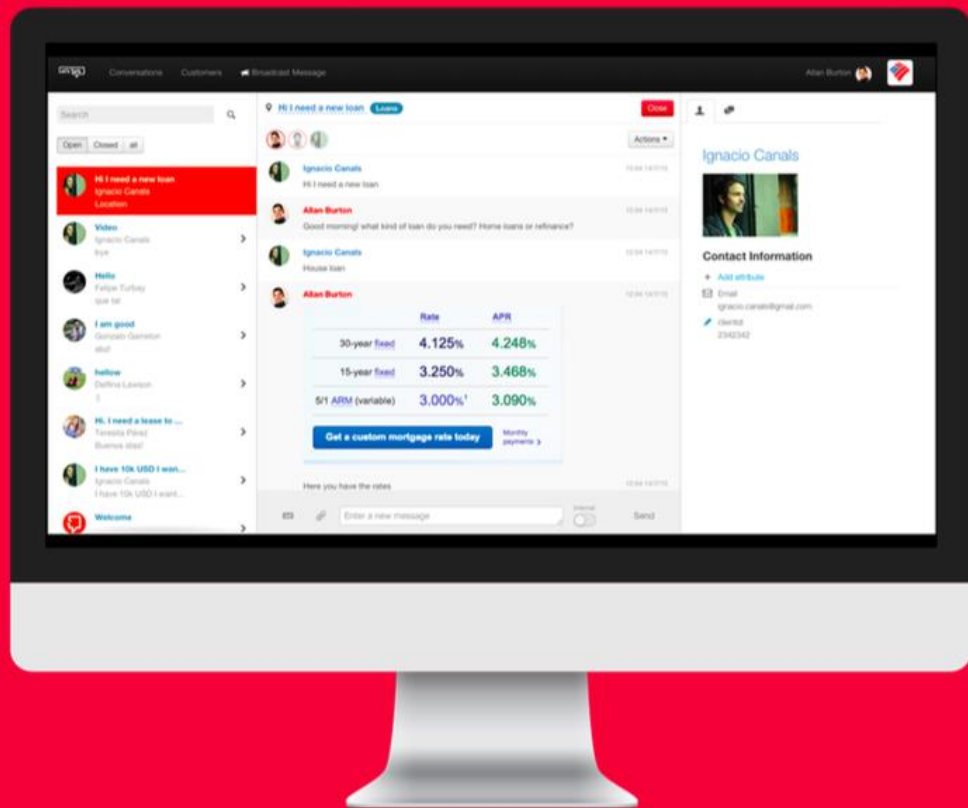 Conversations Customers Broadcast Message
Allan Burton
Search
Open Closed all
Hi I need a new loan
Ignacio Canals
Location
Video
Ignacio Canals
bye
Hello
Felipe Turbay
que tal
I am good
Gonzalo
hellow
Delfina Lawson
:)
Hi, I need a lease to ...
Teresita Pérez
Buenos días!
I have 10k USD I wan...
Ignacio Canals
I have 10k USD I want...
Welcome
Hi I need a new loan Loans
Close
Actions
Ignacio Canals
Hi I need a new loan
Allan Burton
Good morning! what kind of loan do you need? Home loans or refinance?
Ignacio Canals
House loan
Allan Burton
Rate APR
30-year fixed 4.125% 4.248%
15-year fixed 3.250% 3.468%
5/1 ARM (variable) 3.000%¹ 3.090%
Get a custom mortgage rate today
Monthly
payments
Here you have the rates
Enter a new message
Internal
Send
Ignacio Canals
Contact Information
+ Add attribute
Email
ignacio.canals@gmail.com
clientid
2342342